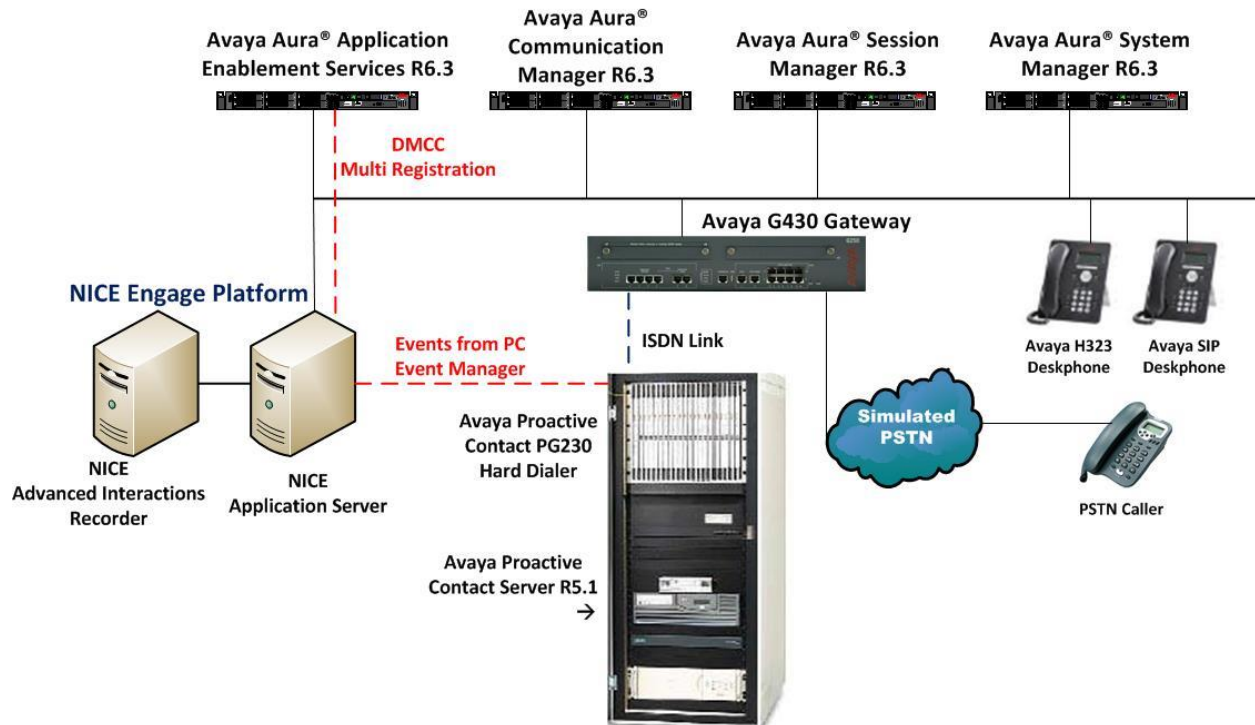 Avaya Aura® Application
Enablement Services R6.3
Avaya Aura®
Communication
Manager R6.3
Avaya Aura® Session
Manager R6.3
Avaya Aura® System
Manager R6.3
DMCC
Multi Registration
Avaya G430 Gateway
NICE Engage Platform
Events from PC
Event Manager
ISDN Link
Avaya H323
Deskphone
Avaya SIP
Deskphone
NICE
Advanced Interactions
Recorder
NICE
Application Server
Avaya Proactive
Contact PG230
Hard Dialer
Simulated
PSTN
PSTN Caller
Avaya Proactive
Contact Server R5.1
→